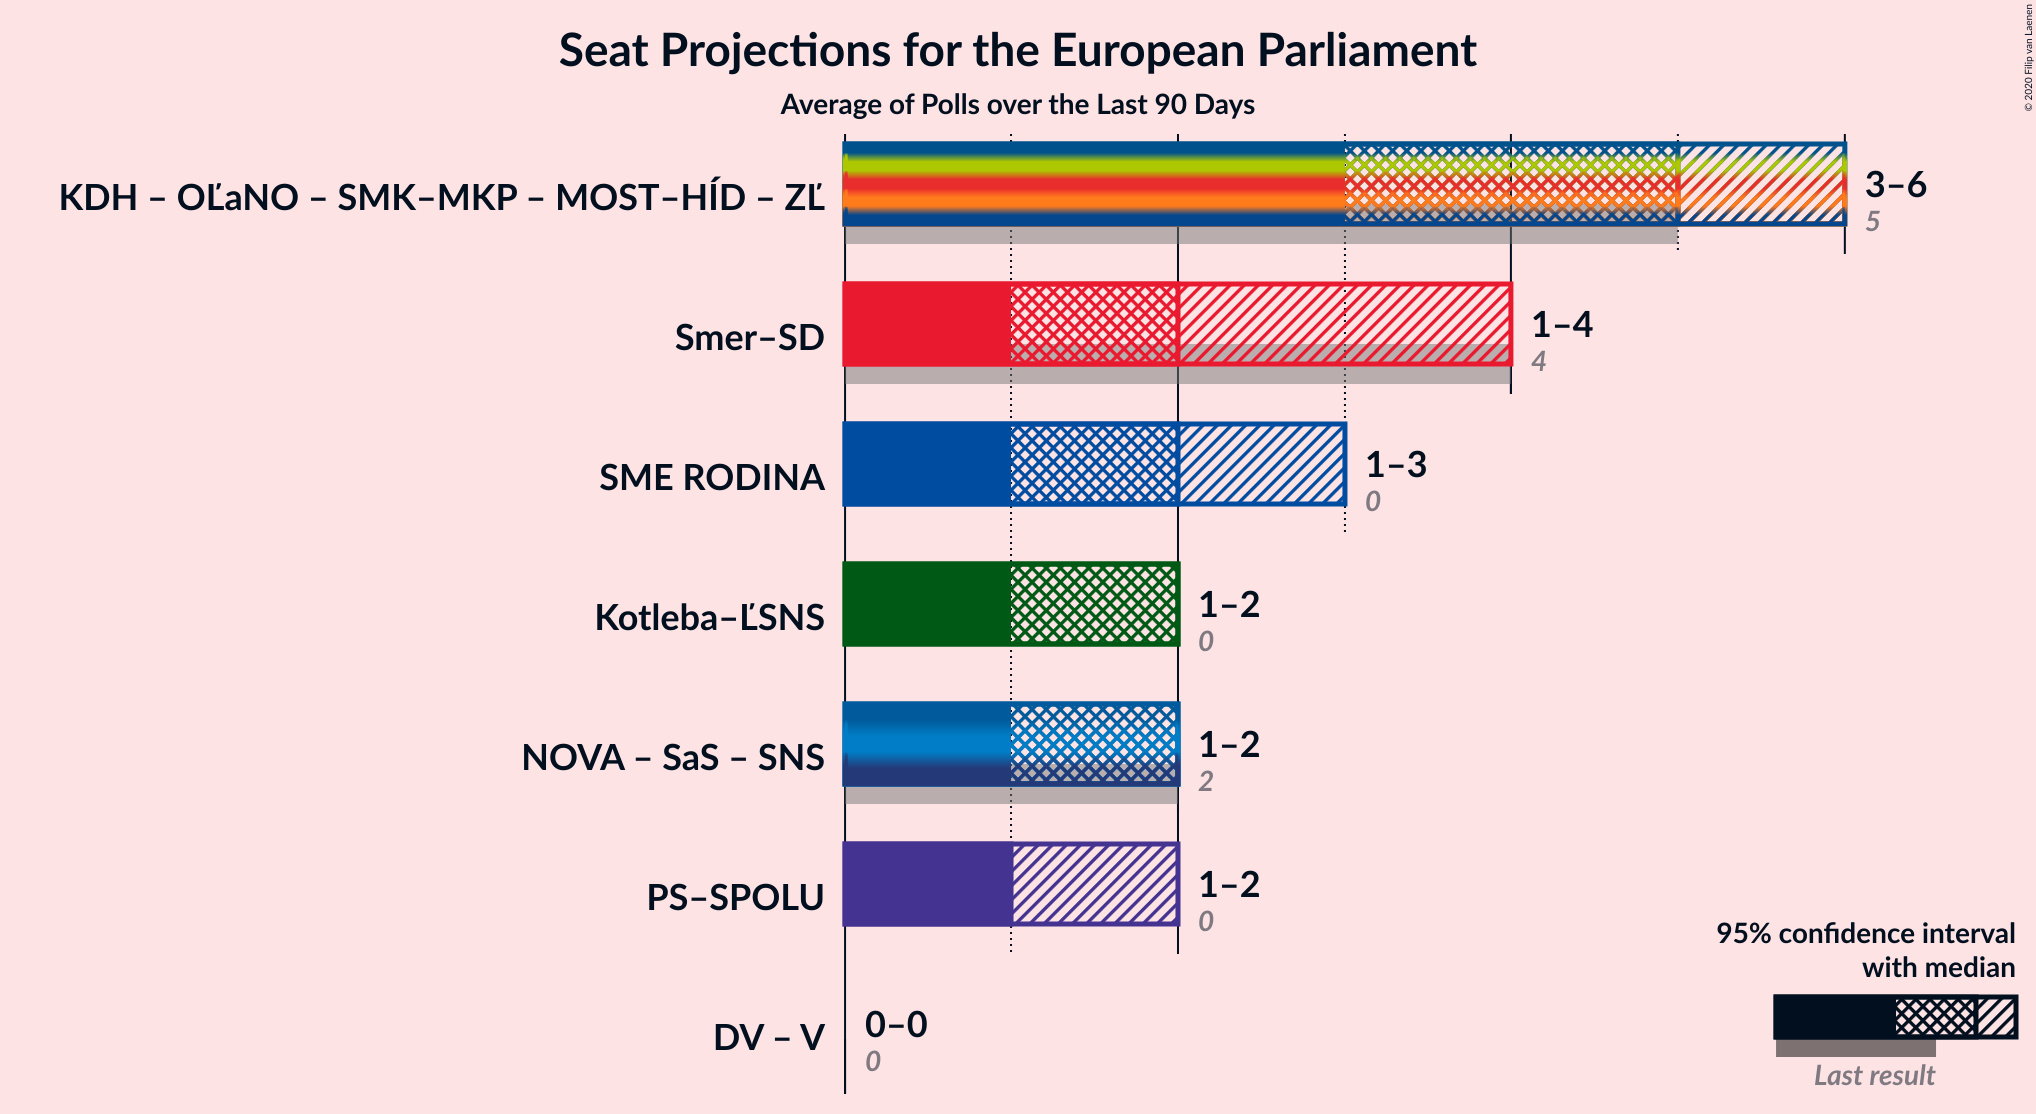 Seat Projections for the European Parliament
Average of Polls over the Last 90 Days
© 2020 Filip van Laenen
KDH – OĽaNO – SMK–MKP – MOST–HÍD – ZĽ
3–6
5
Smer–SD
1–4
4
SME RODINA
1–3
0
Kotleba–ĽSNS
1–2
0
NOVA – SaS – SNS
1–2
2
PS–SPOLU
1–2
0
DV – V
0–0
0
95% confidence interval
with median
Last result